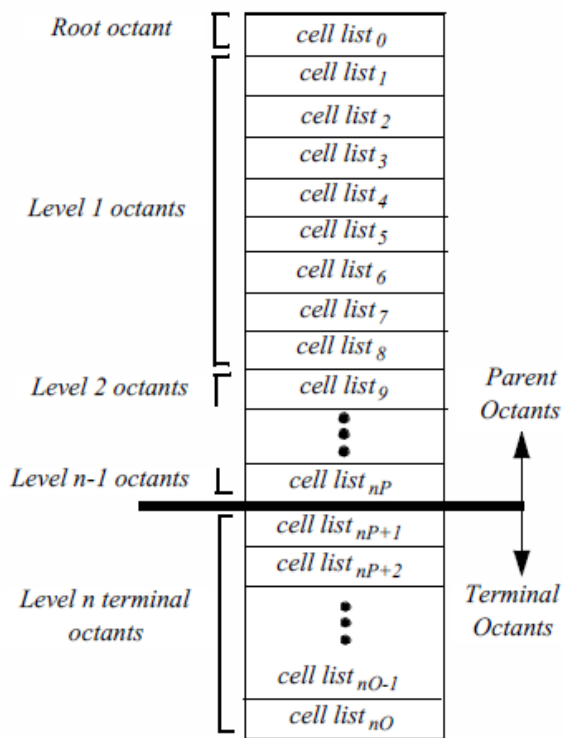 Root octant
cell list 0
cell list 1
cell list 2
cell list 3
Level 1 octants
cell list 4
cell list 5
cell list 6
cell list 7
cell list 8
Level 2 octants
cell list 9
Parent
Octants
Level n-1 octants
cell list nP
cell list nP+1
cell list nP+2
Level n terminal
octants
Terminal
Octants
cell list nO-1
cell list nO